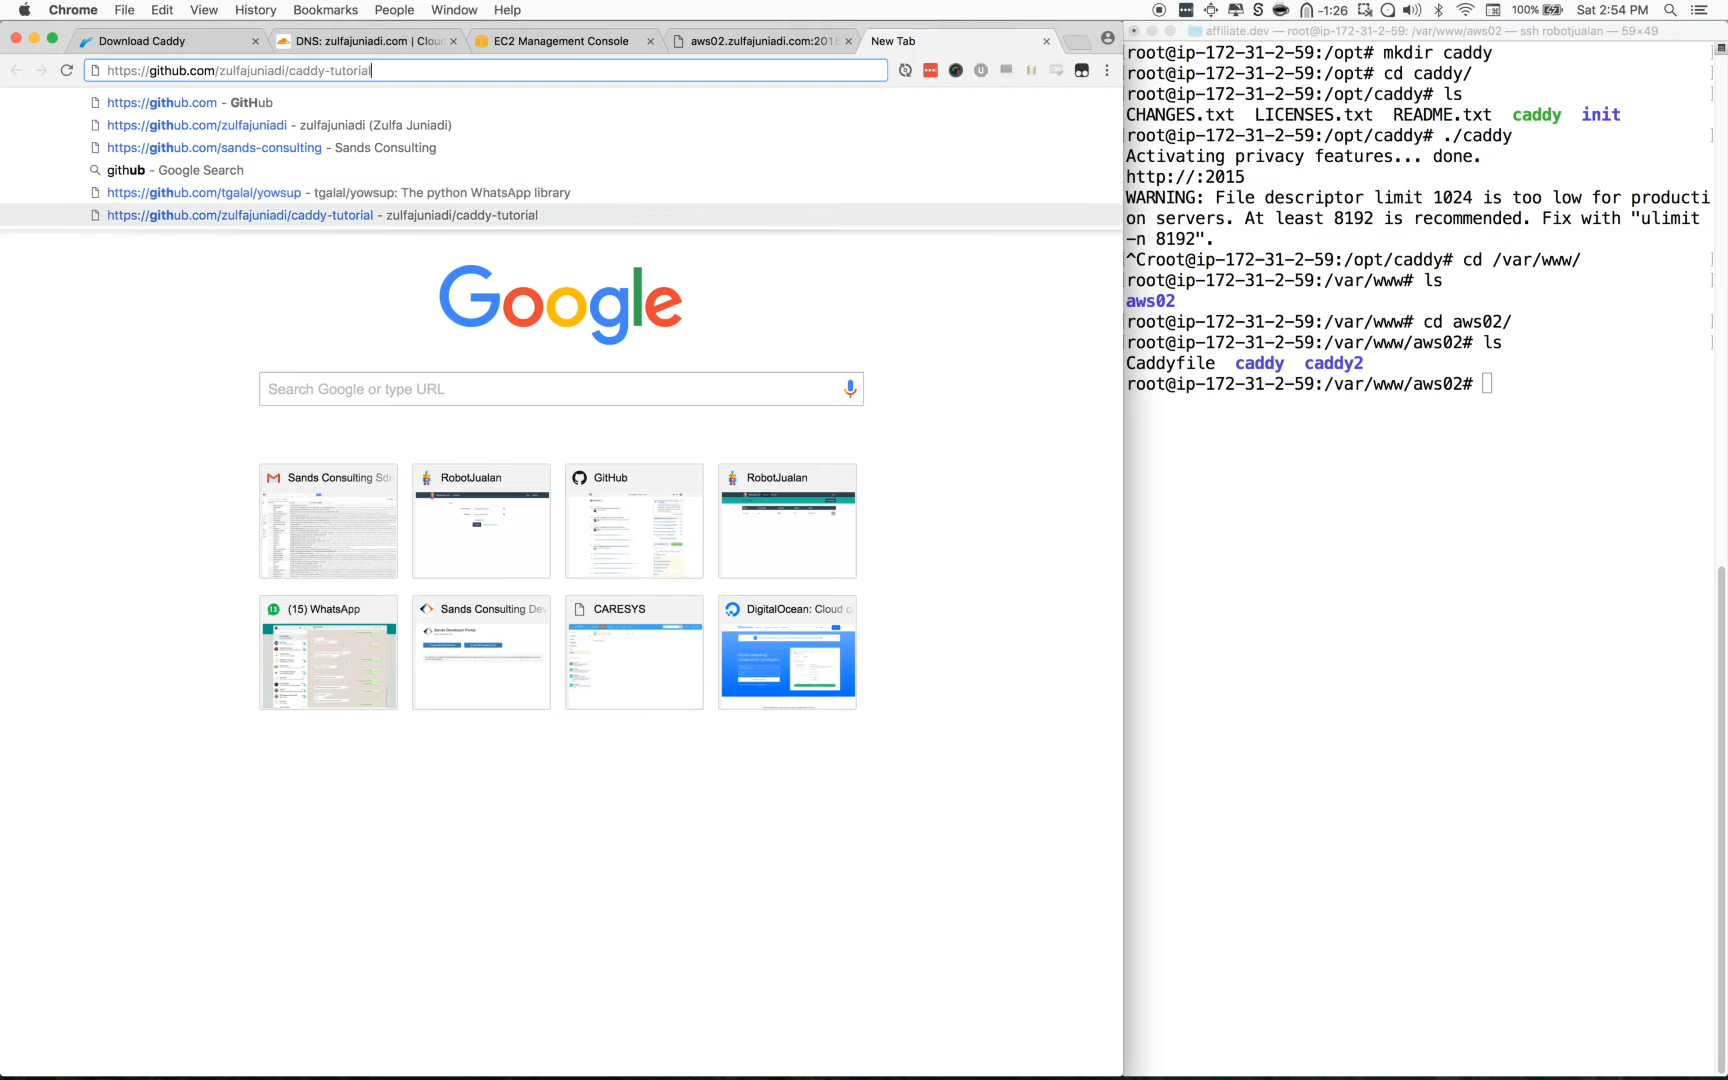 Chrome File Edit View History Bookmarks People Window Help
-1:26 100% Sat 2:54 PM
Download Caddy
DNS: zulfajuniadi.com | Clou
EC2 Management Console
aws02.zulfajuniadi.com:201
New Tab
https://github.com/zulfajuniadi/caddy-tutorial
https://github.com - GitHub
https://github.com/zulfajuniadi - zulfajuniadi (Zulfa Juniadi)
https://github.com/sands-consulting - Sands Consulting
github - Google Search
https://github.com/tgalal/yowsup - tgalal/yowsup: The python WhatsApp library
https://github.com/zulfajuniadi/caddy-tutorial - zulfajuniadi/caddy-tutorial
Google
Search Google or type URL
Sands Consulting Sdn
RobotJualan
GitHub
RobotJualan
(15) WhatsApp
Sands Consulting Dev
CARESYS
DigitalOcean: Cloud c
affiliate.dev — root@ip-172-31-2-59: /var/www/aws02 — ssh robotjualan — 59×49
root@ip-172-31-2-59:/opt# mkdir caddy
root@ip-172-31-2-59:/opt# cd caddy/
root@ip-172-31-2-59:/opt/caddy# ls
CHANGES.txt LICENSES.txt README.txt caddy init
root@ip-172-31-2-59:/opt/caddy# ./caddy
Activating privacy features... done.
http://:2015
WARNING: File descriptor limit 1024 is too low for producti
on servers. At least 8192 is recommended. Fix with "ulimit
-n 8192".
^Croot@ip-172-31-2-59:/opt/caddy# cd /var/www/
root@ip-172-31-2-59:/var/www# ls
aws02
root@ip-172-31-2-59:/var/www# cd aws02/
root@ip-172-31-2-59:/var/www/aws02# ls
Caddyfile caddy caddy2
root@ip-172-31-2-59:/var/www/aws02#